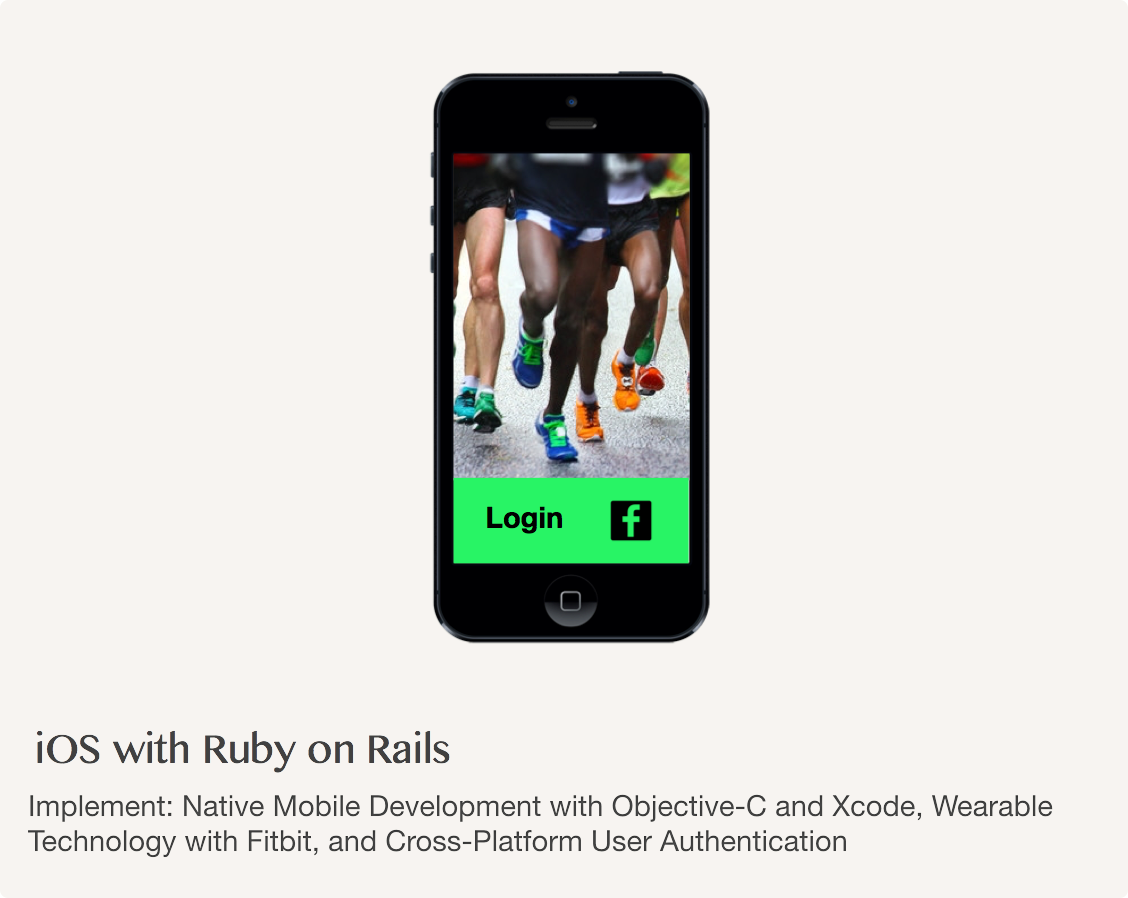 Login f
iOS with Ruby on Rails
Implement: Native Mobile Development with Objective-C and Xcode, Wearable
Technology with Fitbit, and Cross-Platform User Authentication